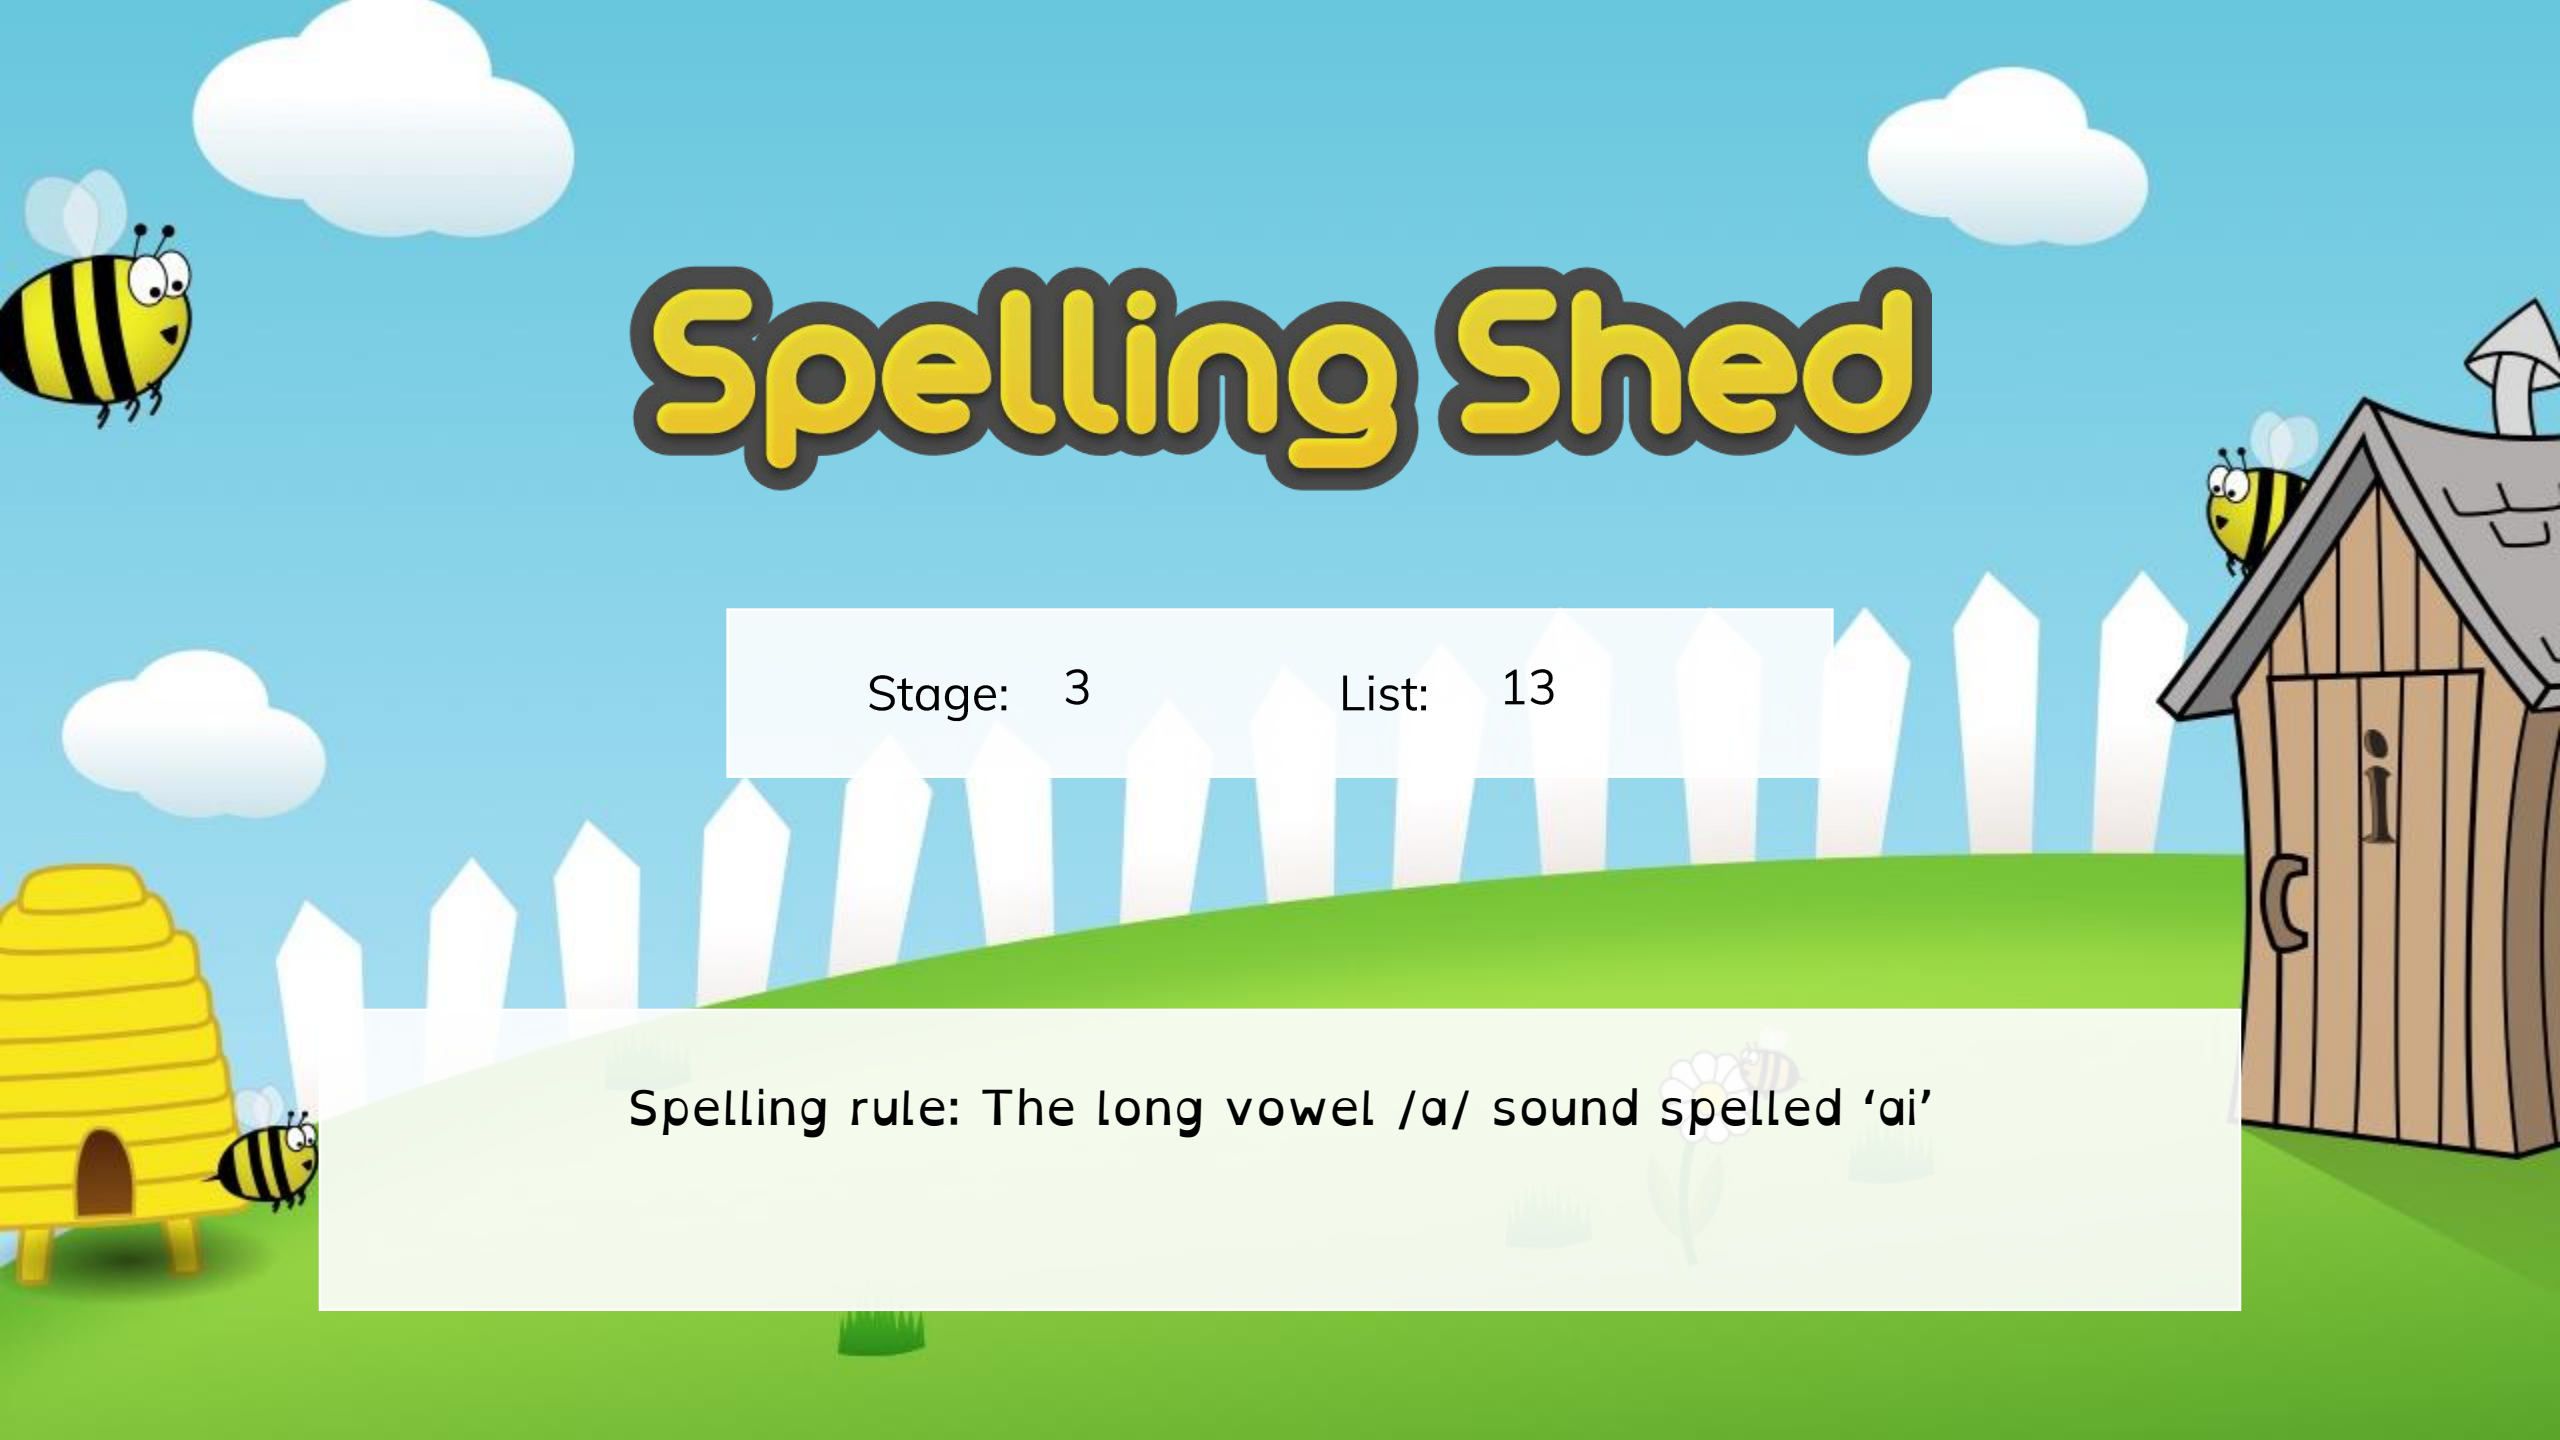 Spelling Shed
Stage: 3 List: 13
i
Spelling rule: The long vowel /a/ sound spelled ‘ai’